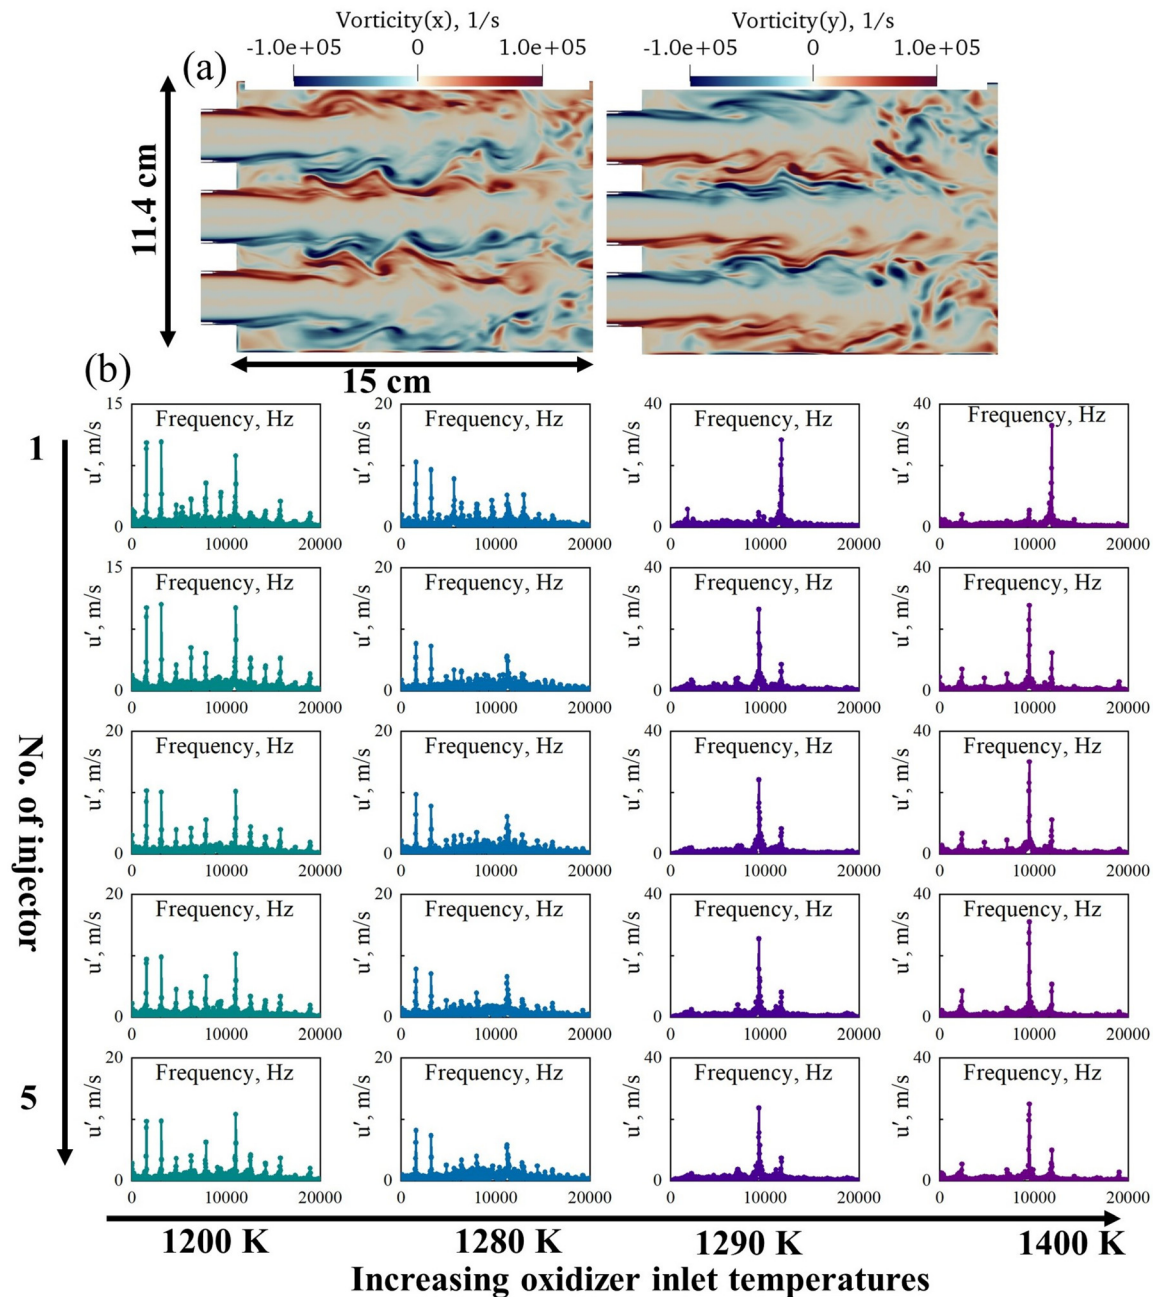 Vorticity(x), 1/s Vorticity(y), 1/s
-1.0e+05 0 1.0e+05 -1.0e+05 0 1.0e+05
(a)
11.4 cm
15 cm
(b)
15 20 40 40
Frequency, Hz Frequency, Hz Frequency, Hz Frequency, Hz
1
u′, m/s u′, m/s u′, m/s u′, m/s
0 0 0 0
0 10000 20000 0 10000 20000 0 10000 20000 0 10000 20000
15 20 40 40
Frequency, Hz Frequency, Hz Frequency, Hz Frequency, Hz
u′, m/s u′, m/s u′, m/s u′, m/s
0 0 0 0
0 10000 20000 0 10000 20000 0 10000 20000 0 10000 20000
20 20 40 40
Frequency, Hz Frequency, Hz Frequency, Hz Frequency, Hz
u′, m/s u′, m/s u′, m/s u′, m/s
0 0 0 0
0 10000 20000 0 10000 20000 0 10000 20000 0 10000 20000
No. of injector
20 20 40 40
Frequency, Hz Frequency, Hz Frequency, Hz Frequency, Hz
u′, m/s u′, m/s u′, m/s u′, m/s
0 0 0 0
0 10000 20000 0 10000 20000 0 10000 20000 0 10000 20000
20 20 40 40
Frequency, Hz Frequency, Hz Frequency, Hz Frequency, Hz
5
u′, m/s u′, m/s u′, m/s u′, m/s
0 0 0 0
0 10000 20000 0 10000 20000 0 10000 20000 0 10000 20000
1200 K 1280 K 1290 K 1400 K
Increasing oxidizer inlet temperatures